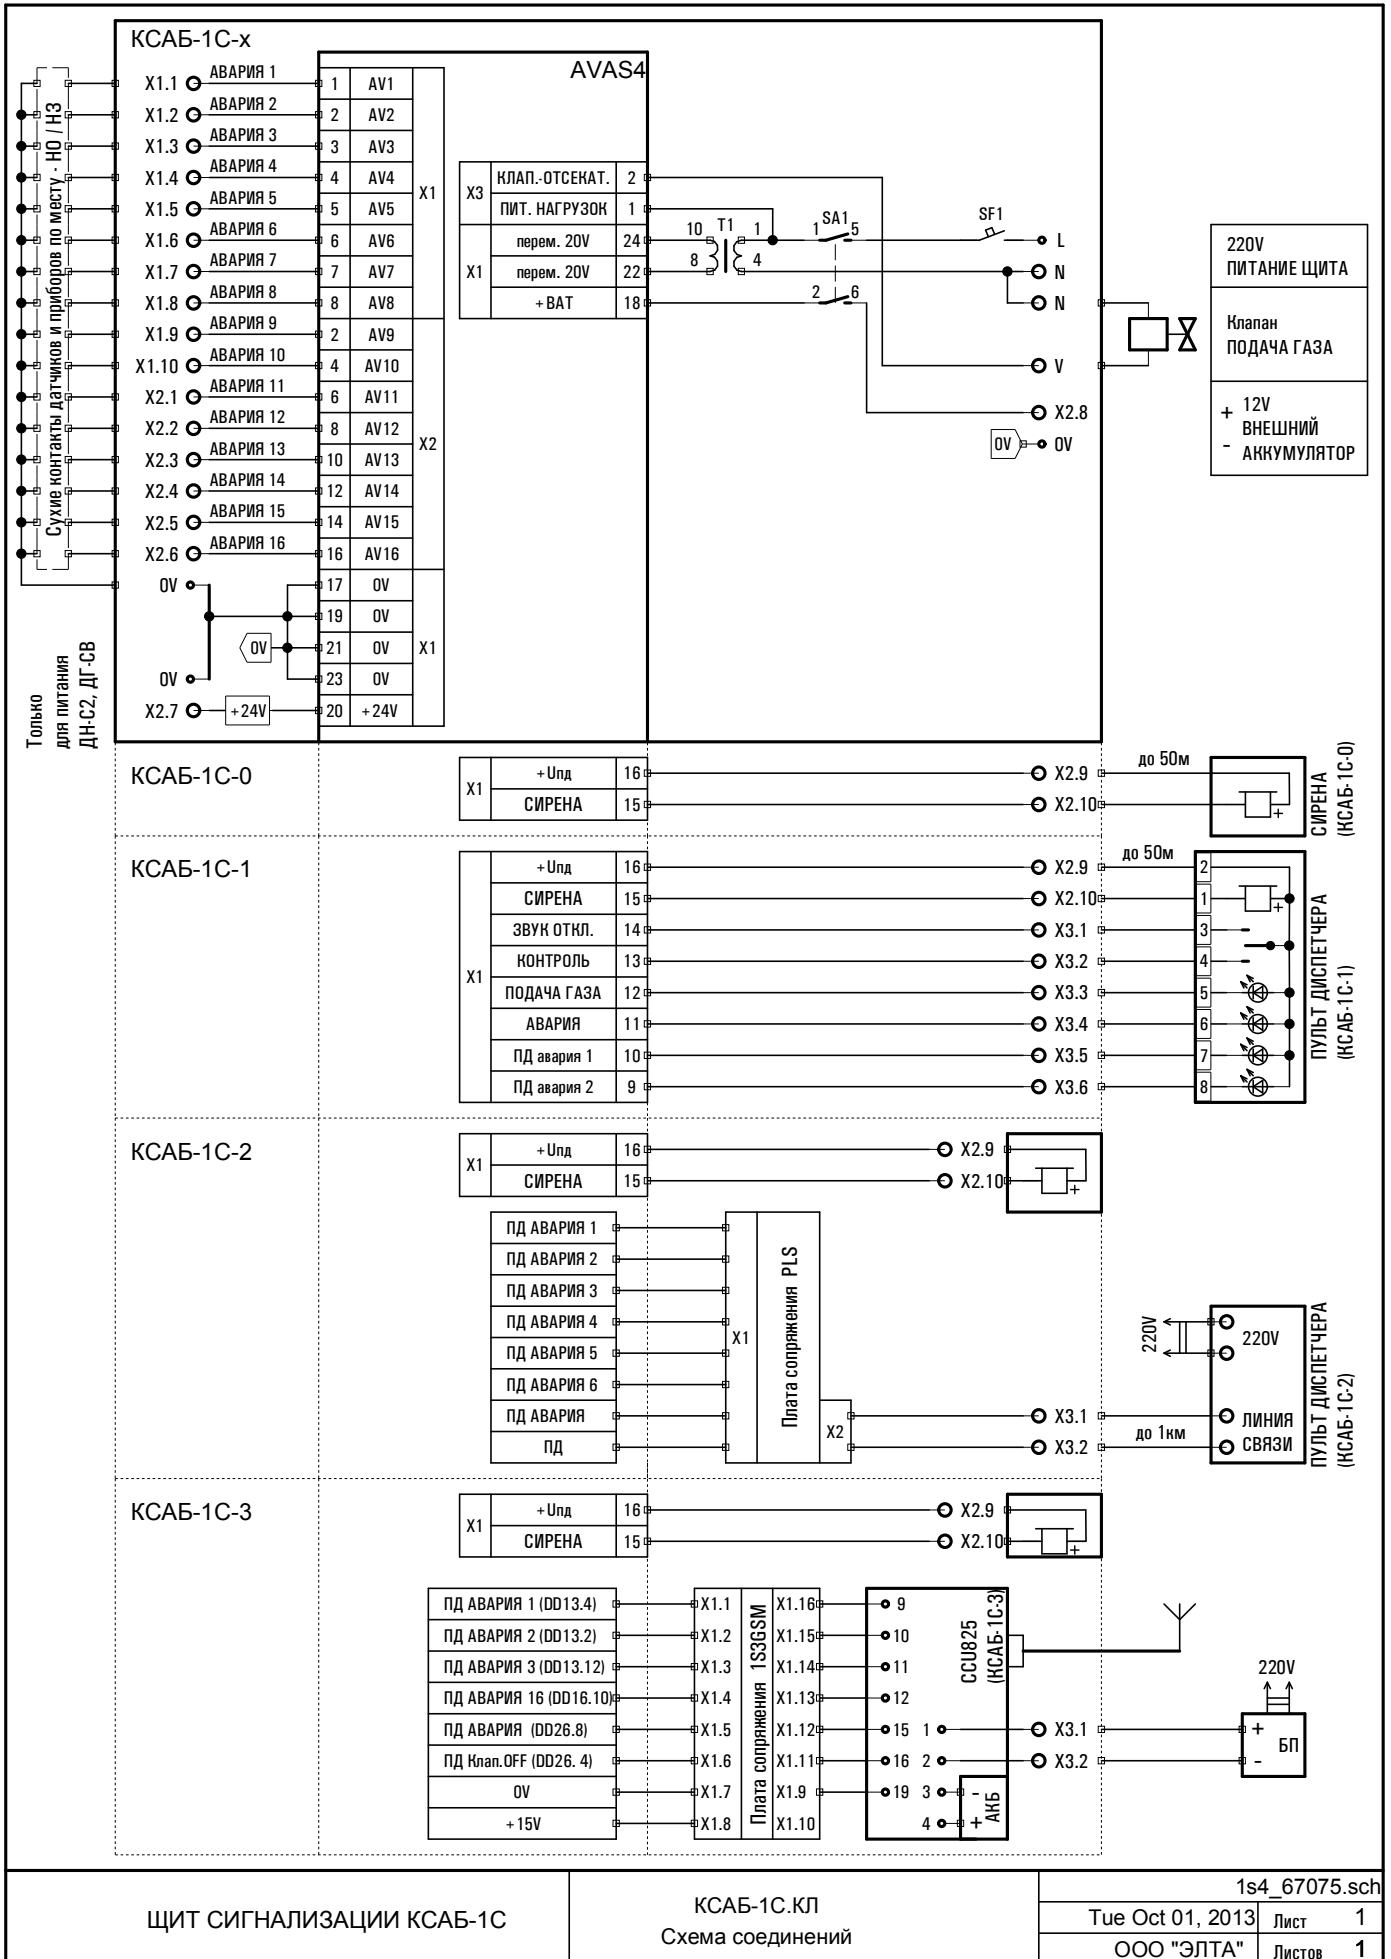 КСАБ-1С-х
AVAS4
Сухие контакты датчиков и приборов по месту - НО / НЗ
X1.1 АВАРИЯ 1 1 AV1
X1.2 АВАРИЯ 2 2 AV2
X1.3 АВАРИЯ 3 3 AV3
X1.4 АВАРИЯ 4 4 AV4
X1.5 АВАРИЯ 5 5 AV5
X1.6 АВАРИЯ 6 6 AV6
X1.7 АВАРИЯ 7 7 AV7
X1.8 АВАРИЯ 8 8 AV8
X1
X1.9 АВАРИЯ 9 2 AV9
X1.10 АВАРИЯ 10 4 AV10
X2.1 АВАРИЯ 11 6 AV11
X2.2 АВАРИЯ 12 8 AV12
X2.3 АВАРИЯ 13 10 AV13
X2.4 АВАРИЯ 14 12 AV14
X2.5 АВАРИЯ 15 14 AV15
X2.6 АВАРИЯ 16 16 AV16
X2
0V 17 0V
19 0V
0V 21 0V
0V 23 0V
X1
X2.7 +24V 20 +24V
Только
для питания
ДН-С2, ДГ-СВ
X3 КЛАП.-ОТСЕКАТ. 2
ПИТ. НАГРУЗОК 1
X1 перем. 20V 24
перем. 20V 22
+BAT 18
10 T1 1
8 4
1 SA1 5
2 6
SF1
L
N
N
V
X2.8
0V 0V
220V
ПИТАНИЕ ЩИТА
Клапан
ПОДАЧА ГАЗА
+ 12V
ВНЕШНИЙ
- АККУМУЛЯТОР
КСАБ-1С-0
X1 +Uпд 16 X2.9 до 50м
СИРЕНА 15 X2.10 +
СИРЕНА
(КСАБ-1С-0)
КСАБ-1С-1
X1
+Uпд 16 X2.9 до 50м 2
СИРЕНА 15 X2.10 1 +
ЗВУК ОТКЛ. 14 X3.1 3
КОНТРОЛЬ 13 X3.2 4
ПОДАЧА ГАЗА 12 X3.3 5
АВАРИЯ 11 X3.4 6
ПД авария 1 10 X3.5 7
ПД авария 2 9 X3.6 8
ПУЛЬТ ДИСПЕТЧЕРА
(КСАБ-1С-1)
КСАБ-1С-2
X1 +Uпд 16 X2.9
СИРЕНА 15 X2.10 +
ПД АВАРИЯ 1
ПД АВАРИЯ 2
ПД АВАРИЯ 3
ПД АВАРИЯ 4
ПД АВАРИЯ 5
ПД АВАРИЯ 6
ПД АВАРИЯ
ПД
X1
Плата сопряжения PLS
X2
X3.1
X3.2 до 1км
220V
220V
ЛИНИЯ
СВЯЗИ
ПУЛЬТ ДИСПЕТЧЕРА
(КСАБ-1С-2)
КСАБ-1С-3
X1 +Uпд 16 X2.9
СИРЕНА 15 X2.10 +
ПД АВАРИЯ 1 (DD13.4) X1.1 X1.16 9
ПД АВАРИЯ 2 (DD13.2) X1.2 X1.15 10
ПД АВАРИЯ 3 (DD13.12) X1.3 X1.14 11
ПД АВАРИЯ 16 (DD16.10) X1.4 X1.13 12
ПД АВАРИЯ (DD26.8) X1.5 X1.12 15 1 X3.1 +
ПД Клап.OFF (DD26. 4) X1.6 X1.11 16 2 X3.2 -
0V X1.7 X1.9 19 3 -
+15V X1.8 X1.10 4 +
Плата сопряжения 1S3GSM
CCU825
(КСАБ-1С-3)
АКБ
220V
БП
ЩИТ СИГНАЛИЗАЦИИ КСАБ-1С
КСАБ-1С.КЛ
Схема соединений
1s4_67075.sch
Tue Oct 01, 2013 Лист 1
ООО "ЭЛТА" Листов 1